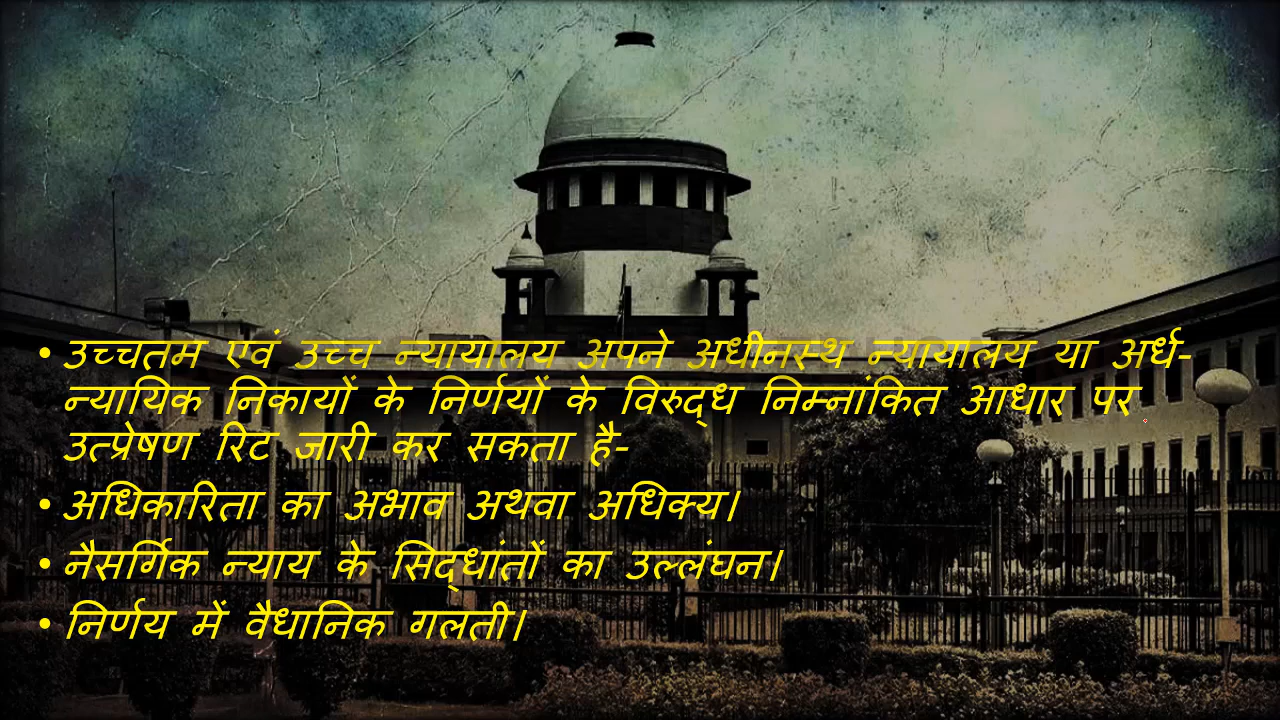 • उच्चतम एवं उच्च न्यायालय अपने अधीनस्थ न्यायालय या अर्ध-
न्यायिक निकायों के निर्णयों के विरुद्ध निम्नांकित आधार पर
उत्प्रेषण रिट जारी कर सकता है-
• अधिकारिता का अभाव अथवा अधिक्य।
• नैसर्गिक न्याय के सिद्धांतों का उल्लंघन।
• निर्णय में वैधानिक गलती।